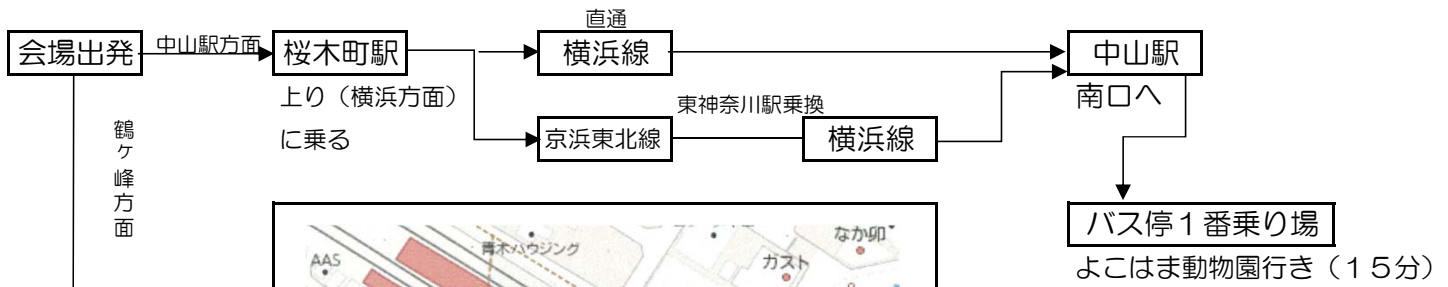 直通
会場出発
中山駅方面
桜木町駅
横浜線
中山駅
上り（横浜方面）
に乗る
東神奈川駅乗換
南口へ
京浜東北線
横浜線
鶴ヶ峰方面
バス停１番乗り場
よこはま動物園行き（１５分）
青木ハウジング
なか卯
AAS
ガスト